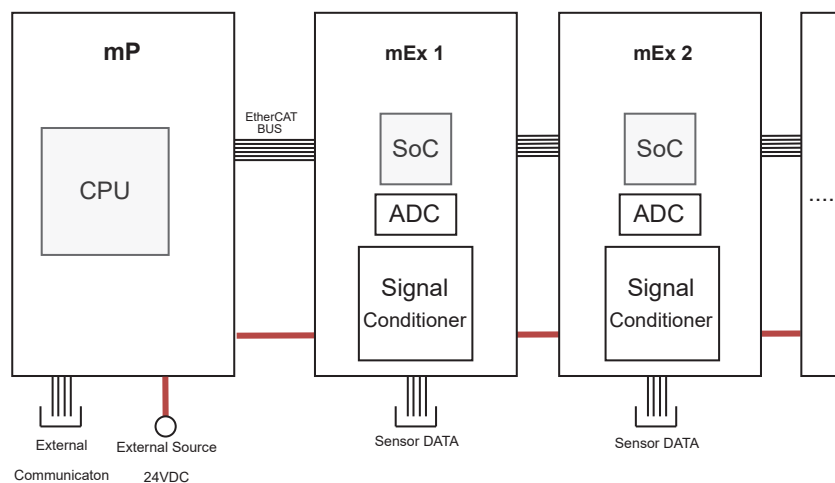 mP
mEx 1
mEx 2
EtherCAT
BUS
CPU
SoC
SoC
ADC
ADC
.....
Signal
Conditioner
Signal
Conditioner
External
Communicaton
External Source
24VDC
Sensor DATA
Sensor DATA